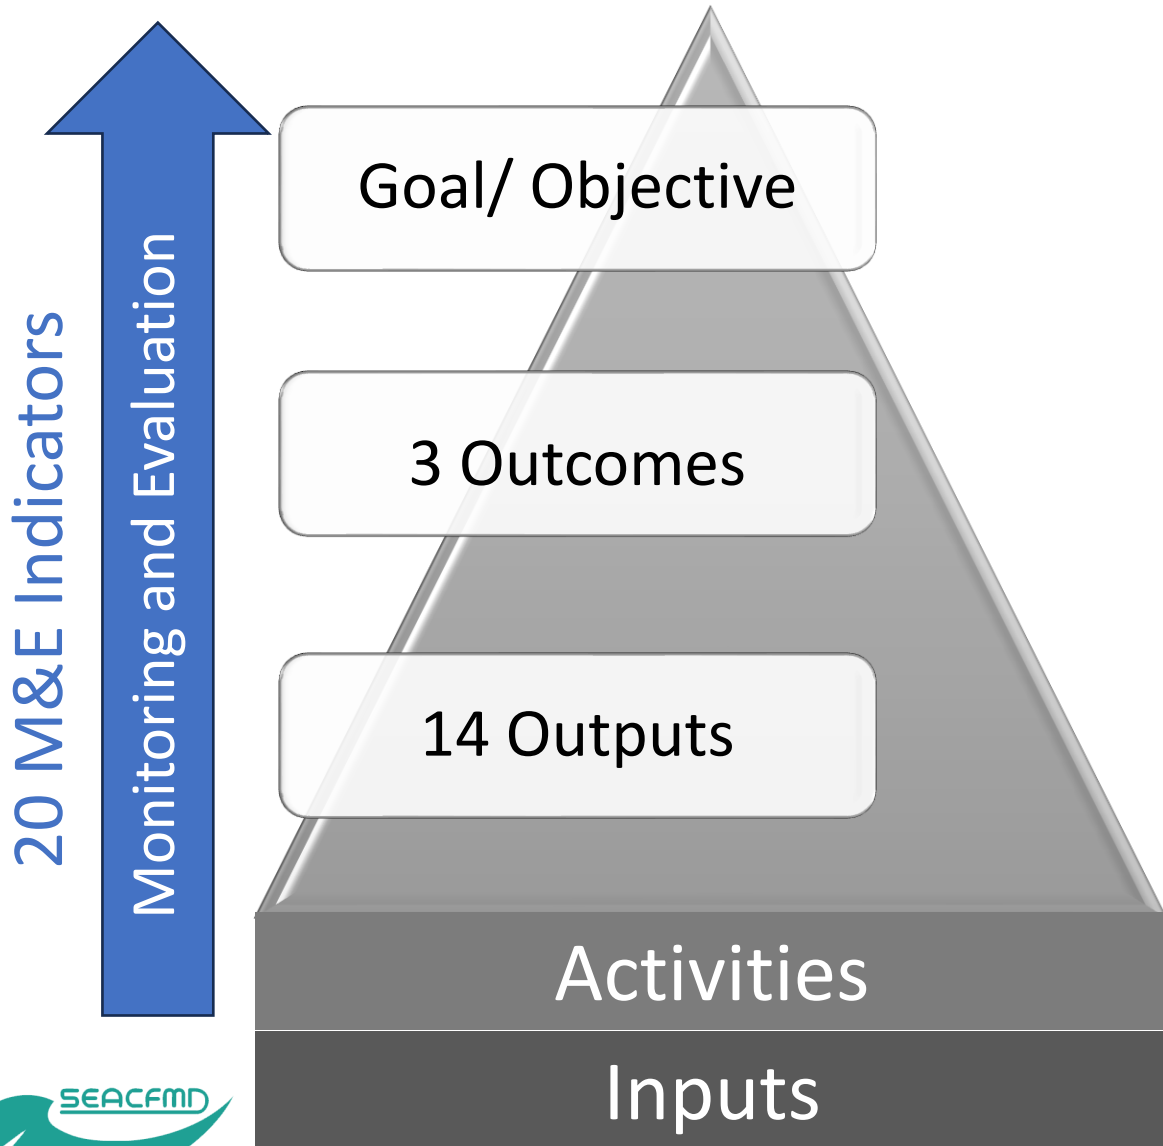 20 M&E Indicators
Monitoring and Evaluation
Goal/ Objective
3 Outcomes
14 Outputs
Activities
Inputs
SEACFMD